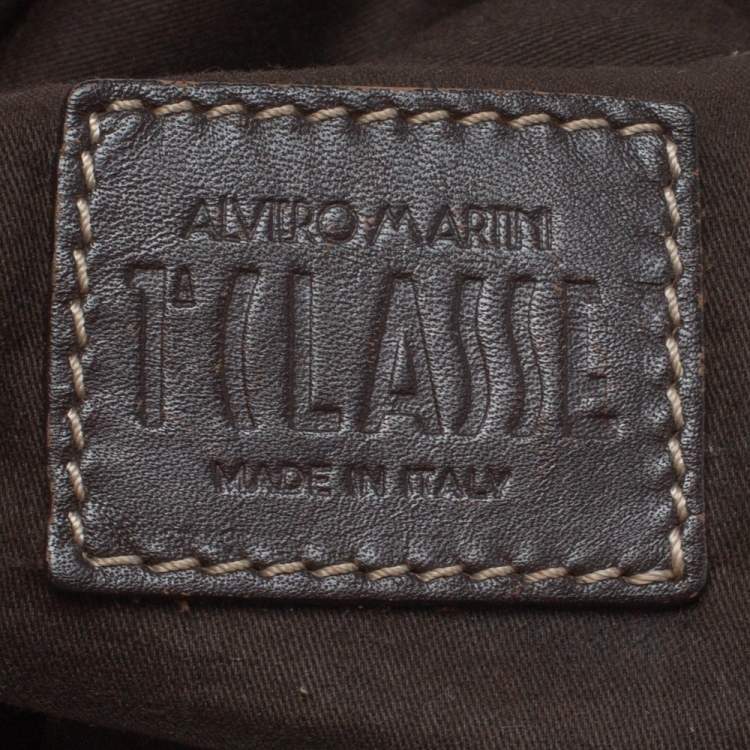 ALVIERO MARTINI
1ᴬ CLASSE
MADE IN ITALY